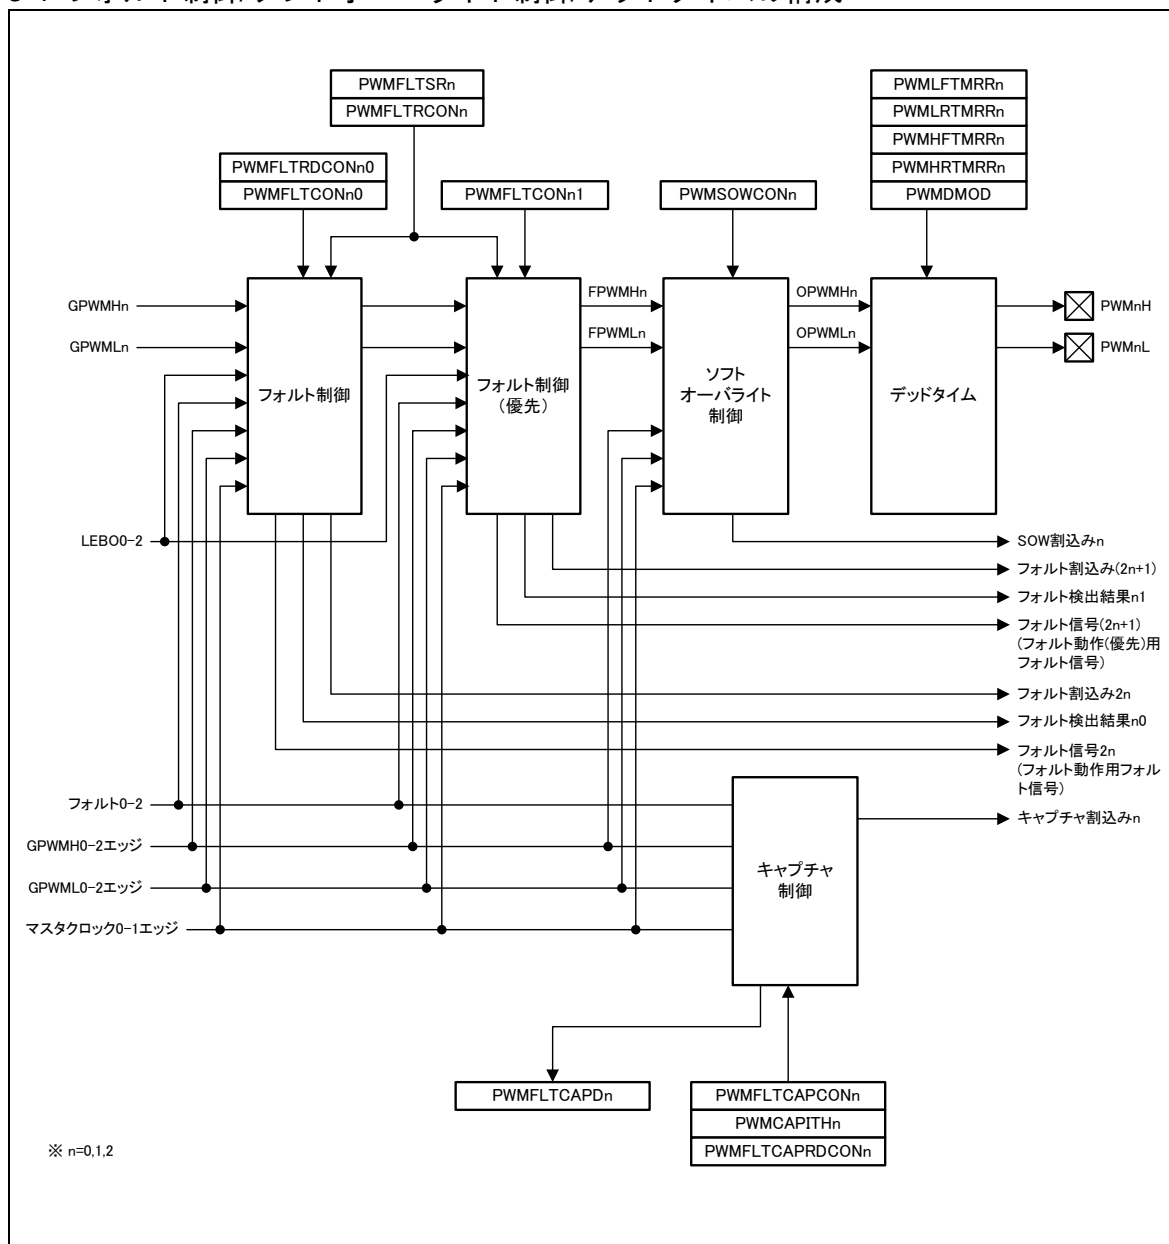 PWMFLTSRn
PWMFLTRCONn
PWMLFTMRRn
PWMLRTMRRn
PWMHFTMRRn
PWMHRTMRRn
PWMDMOD
PWMFLTRDCONn0
PWMFLTCONn0
PWMFLTCONn1
PWMSOWCONn
GPWMHn
GPWMLn
フォルト制御
フォルト制御
(優先)
FPWMHn
FPWMLn
ソフト
オーバライト
制御
OPWMHn
OPWMLn
デッドタイム
PWMnH
PWMnL
LEBO0-2
SOW割込みn
フォルト割込み(2n+1)
フォルト検出結果n1
フォルト信号(2n+1)
(フォルト動作(優先)用
フォルト信号)
フォルト割込み2n
フォルト検出結果n0
フォルト信号2n
(フォルト動作用フォル
ト信号)
キャプチャ割込みn
フォルト0-2
GPWMH0-2エッジ
GPWML0-2エッジ
マスタクロック0-1エッジ
キャプチャ
制御
PWMFLTCAPDn
PWMFLTCAPCONn
PWMCAPITHn
PWMFLTCAPRDCONn
※ n=0,1,2